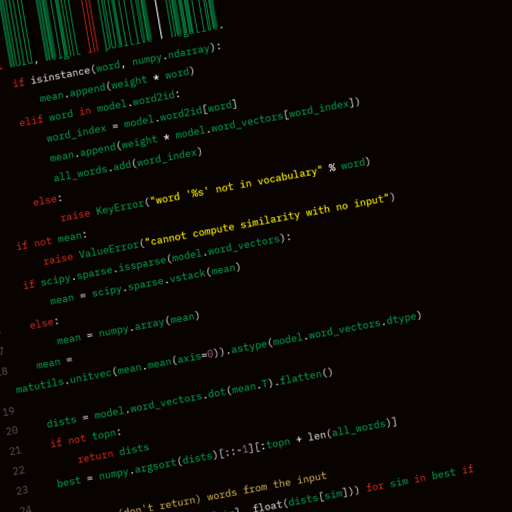 in positive + negative.
if isinstance(word, numpy.ndarray):
mean.append(weight * word)
elif word in model.word2id:
word_index = model.word2id[word]
mean.append(weight * model.word_vectors[word_index])
all_words.add(word_index)
else:
raise KeyError("word '%s' not in vocabulary" % word)
if not mean:
raise ValueError("cannot compute similarity with no input")
if scipy.sparse.issparse(model.word_vectors):
mean = scipy.sparse.vstack(mean)
else:
mean = numpy.array(mean)
18 mean =
matutils.unitvec(mean.mean(axis=0)).astype(model.word_vectors.dtype)
19
20 dists = model.word_vectors.dot(mean.T).flatten()
21 if not topn:
22 return dists
23 best = numpy.argsort(dists)[::-1][:topn + len(all_words)]
24 (don't return) words from the input
float(dists[sim])) for sim in best if